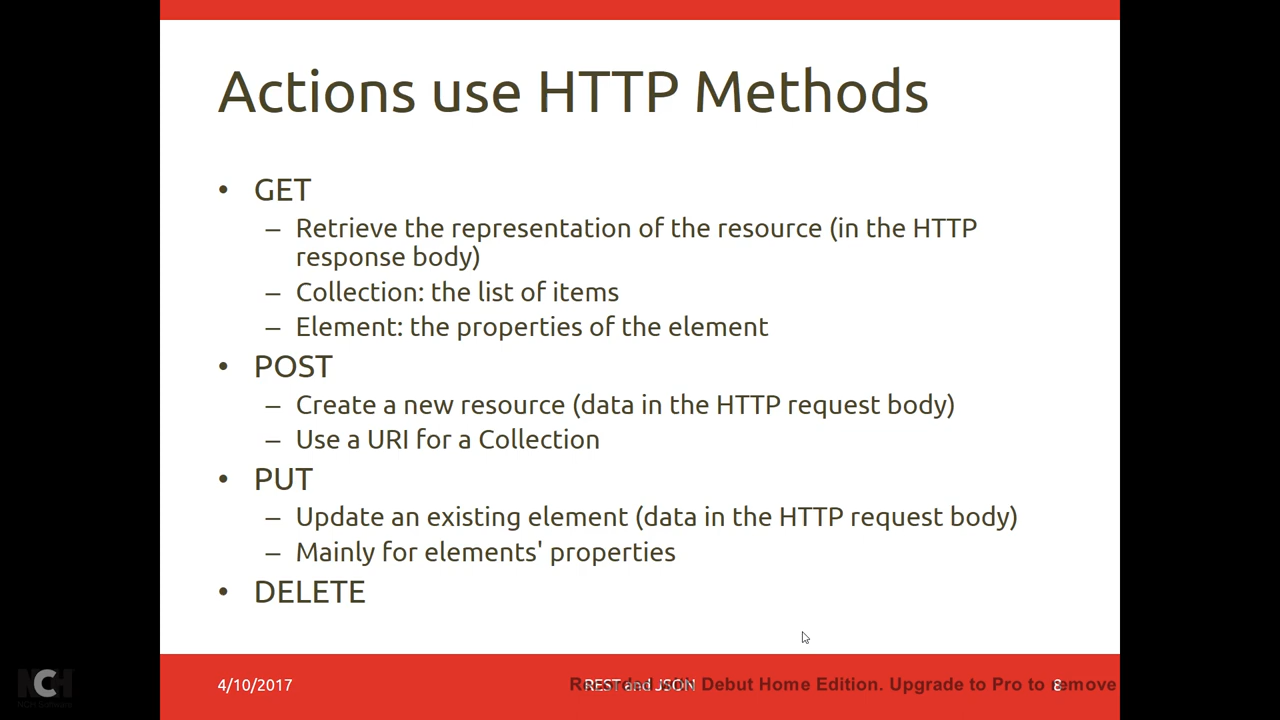 Actions use HTTP Methods
• GET
– Retrieve the representation of the resource (in the HTTP
response body)
– Collection: the list of items
– Element: the properties of the element
• POST
– Create a new resource (data in the HTTP request body)
– Use a URI for a Collection
• PUT
– Update an existing element (data in the HTTP request body)
– Mainly for elements' properties
• DELETE
NCH
NCH Software
4/10/2017
REST and JSON
Debut Home Edition. Upgrade to Pro to remove
8